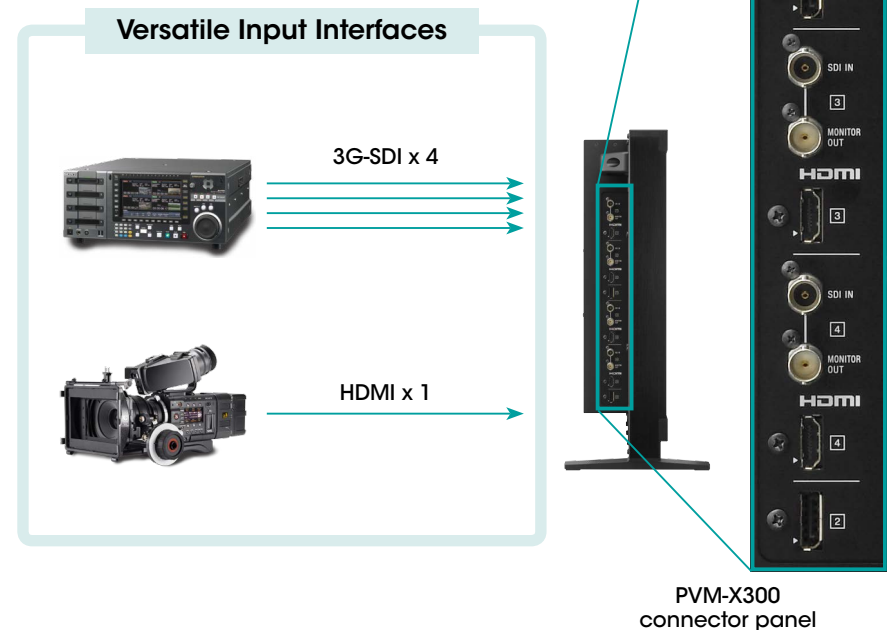 Versatile Input Interfaces
3G-SDI x 4
HDMI x 1
SDI IN
3
MONITOR
OUT
HDMI
3
SDI IN
4
MONITOR
OUT
HDMI
4
2
PVM-X300
connector panel